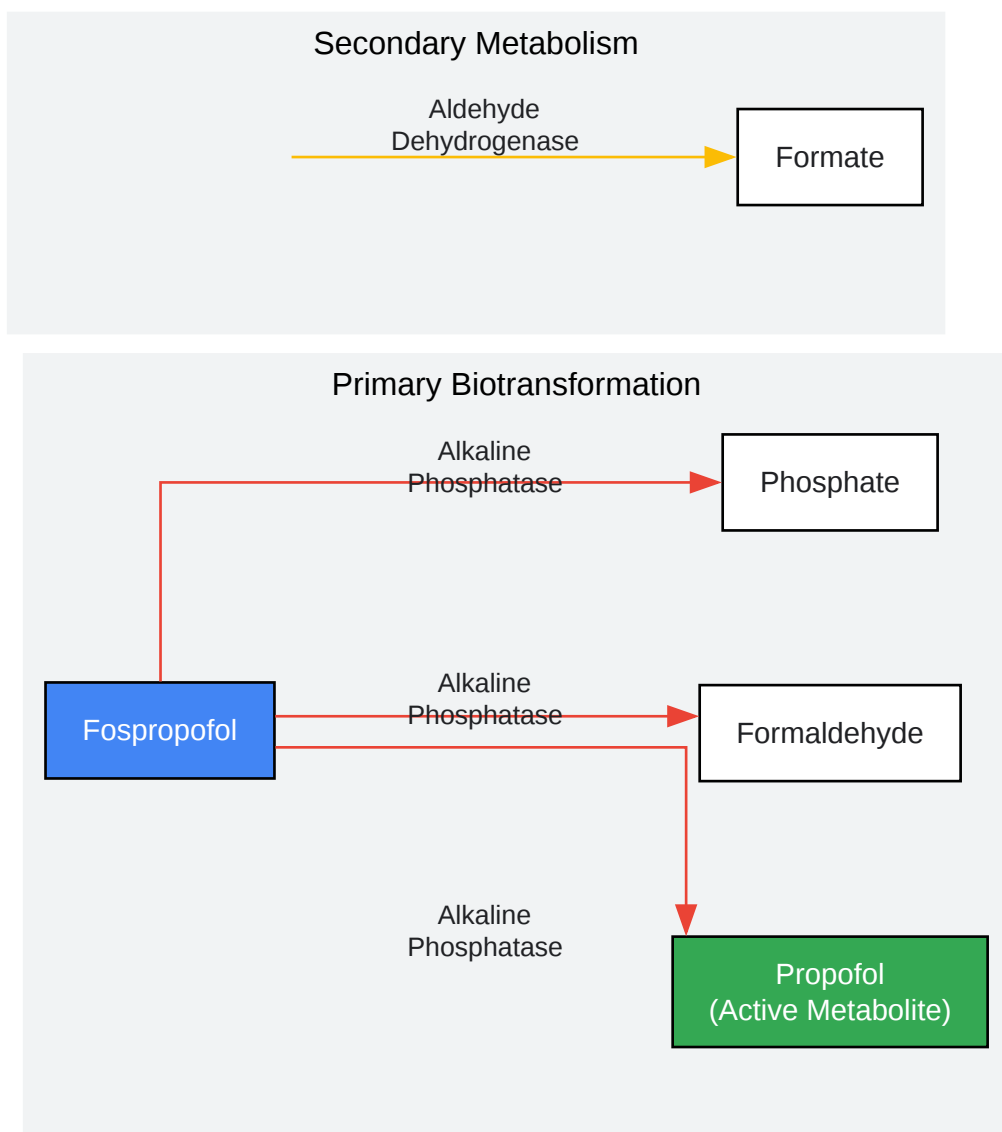 Secondary Metabolism
Aldehyde
Dehydrogenase
Formate
Primary Biotransformation
Alkaline
Phosphatase
Phosphate
Fospropofol
Alkaline
Phosphatase
Formaldehyde
Alkaline
Phosphatase
Propofol
(Active Metabolite)